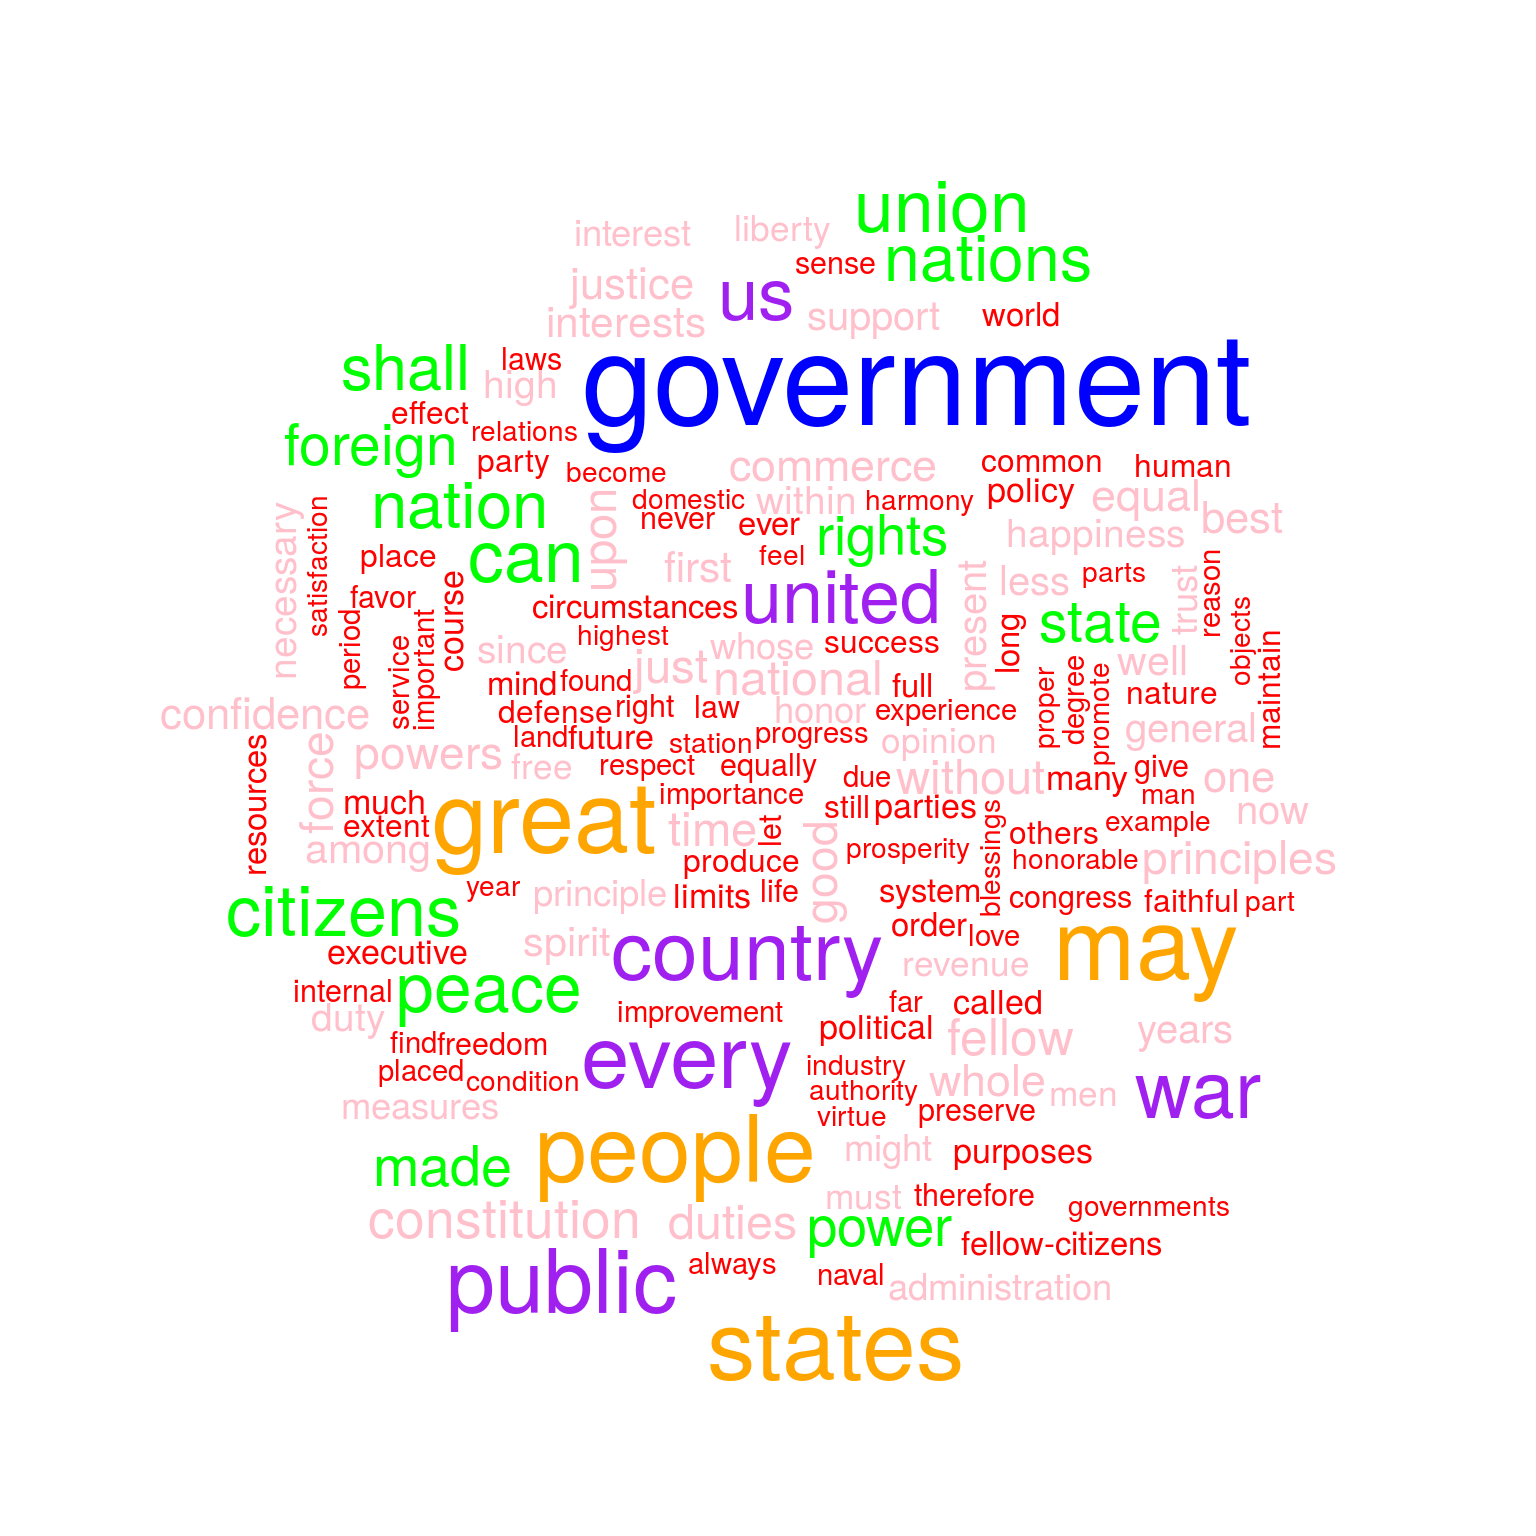 union
interest
liberty
nations
sense
justice
us
interests
support
world
shall
laws
government
high
effect
foreign
relations
party
become
commerce
common
human
nation
upon
domestic
within
harmony
policy
equal
best
necessary
satisfaction
never
ever
rights
happiness
place
can
first
feel
present
less
parts
trust
reason
favor
course
circumstances
united
state
objects
period
service
important
since
highest
just
whose
success
long
well
maintain
mind
found
national
full
proper
degree
promote
nature
confidence
defense
right
law
honor
experience
general
resources
force
powers
land
future
station
progress
opinion
free
respect
equally
due
without
many
give
one
much
great
importance
still
parties
man
now
extent
among
time
let
good
blessings
others
example
produce
prosperity
honorable
principles
citizens
year
principle
limits
life
system
congress
faithful
part
executive
spirit
country
order
love
may
internal
peace
revenue
duty
improvement
far
called
find
freedom
every
political
fellow
years
placed
condition
industry
whole
men
war
measures
authority
virtue
preserve
made
people
might
purposes
constitution
duties
must
therefore
governments
power
fellow-citizens
public
always
naval
administration
states